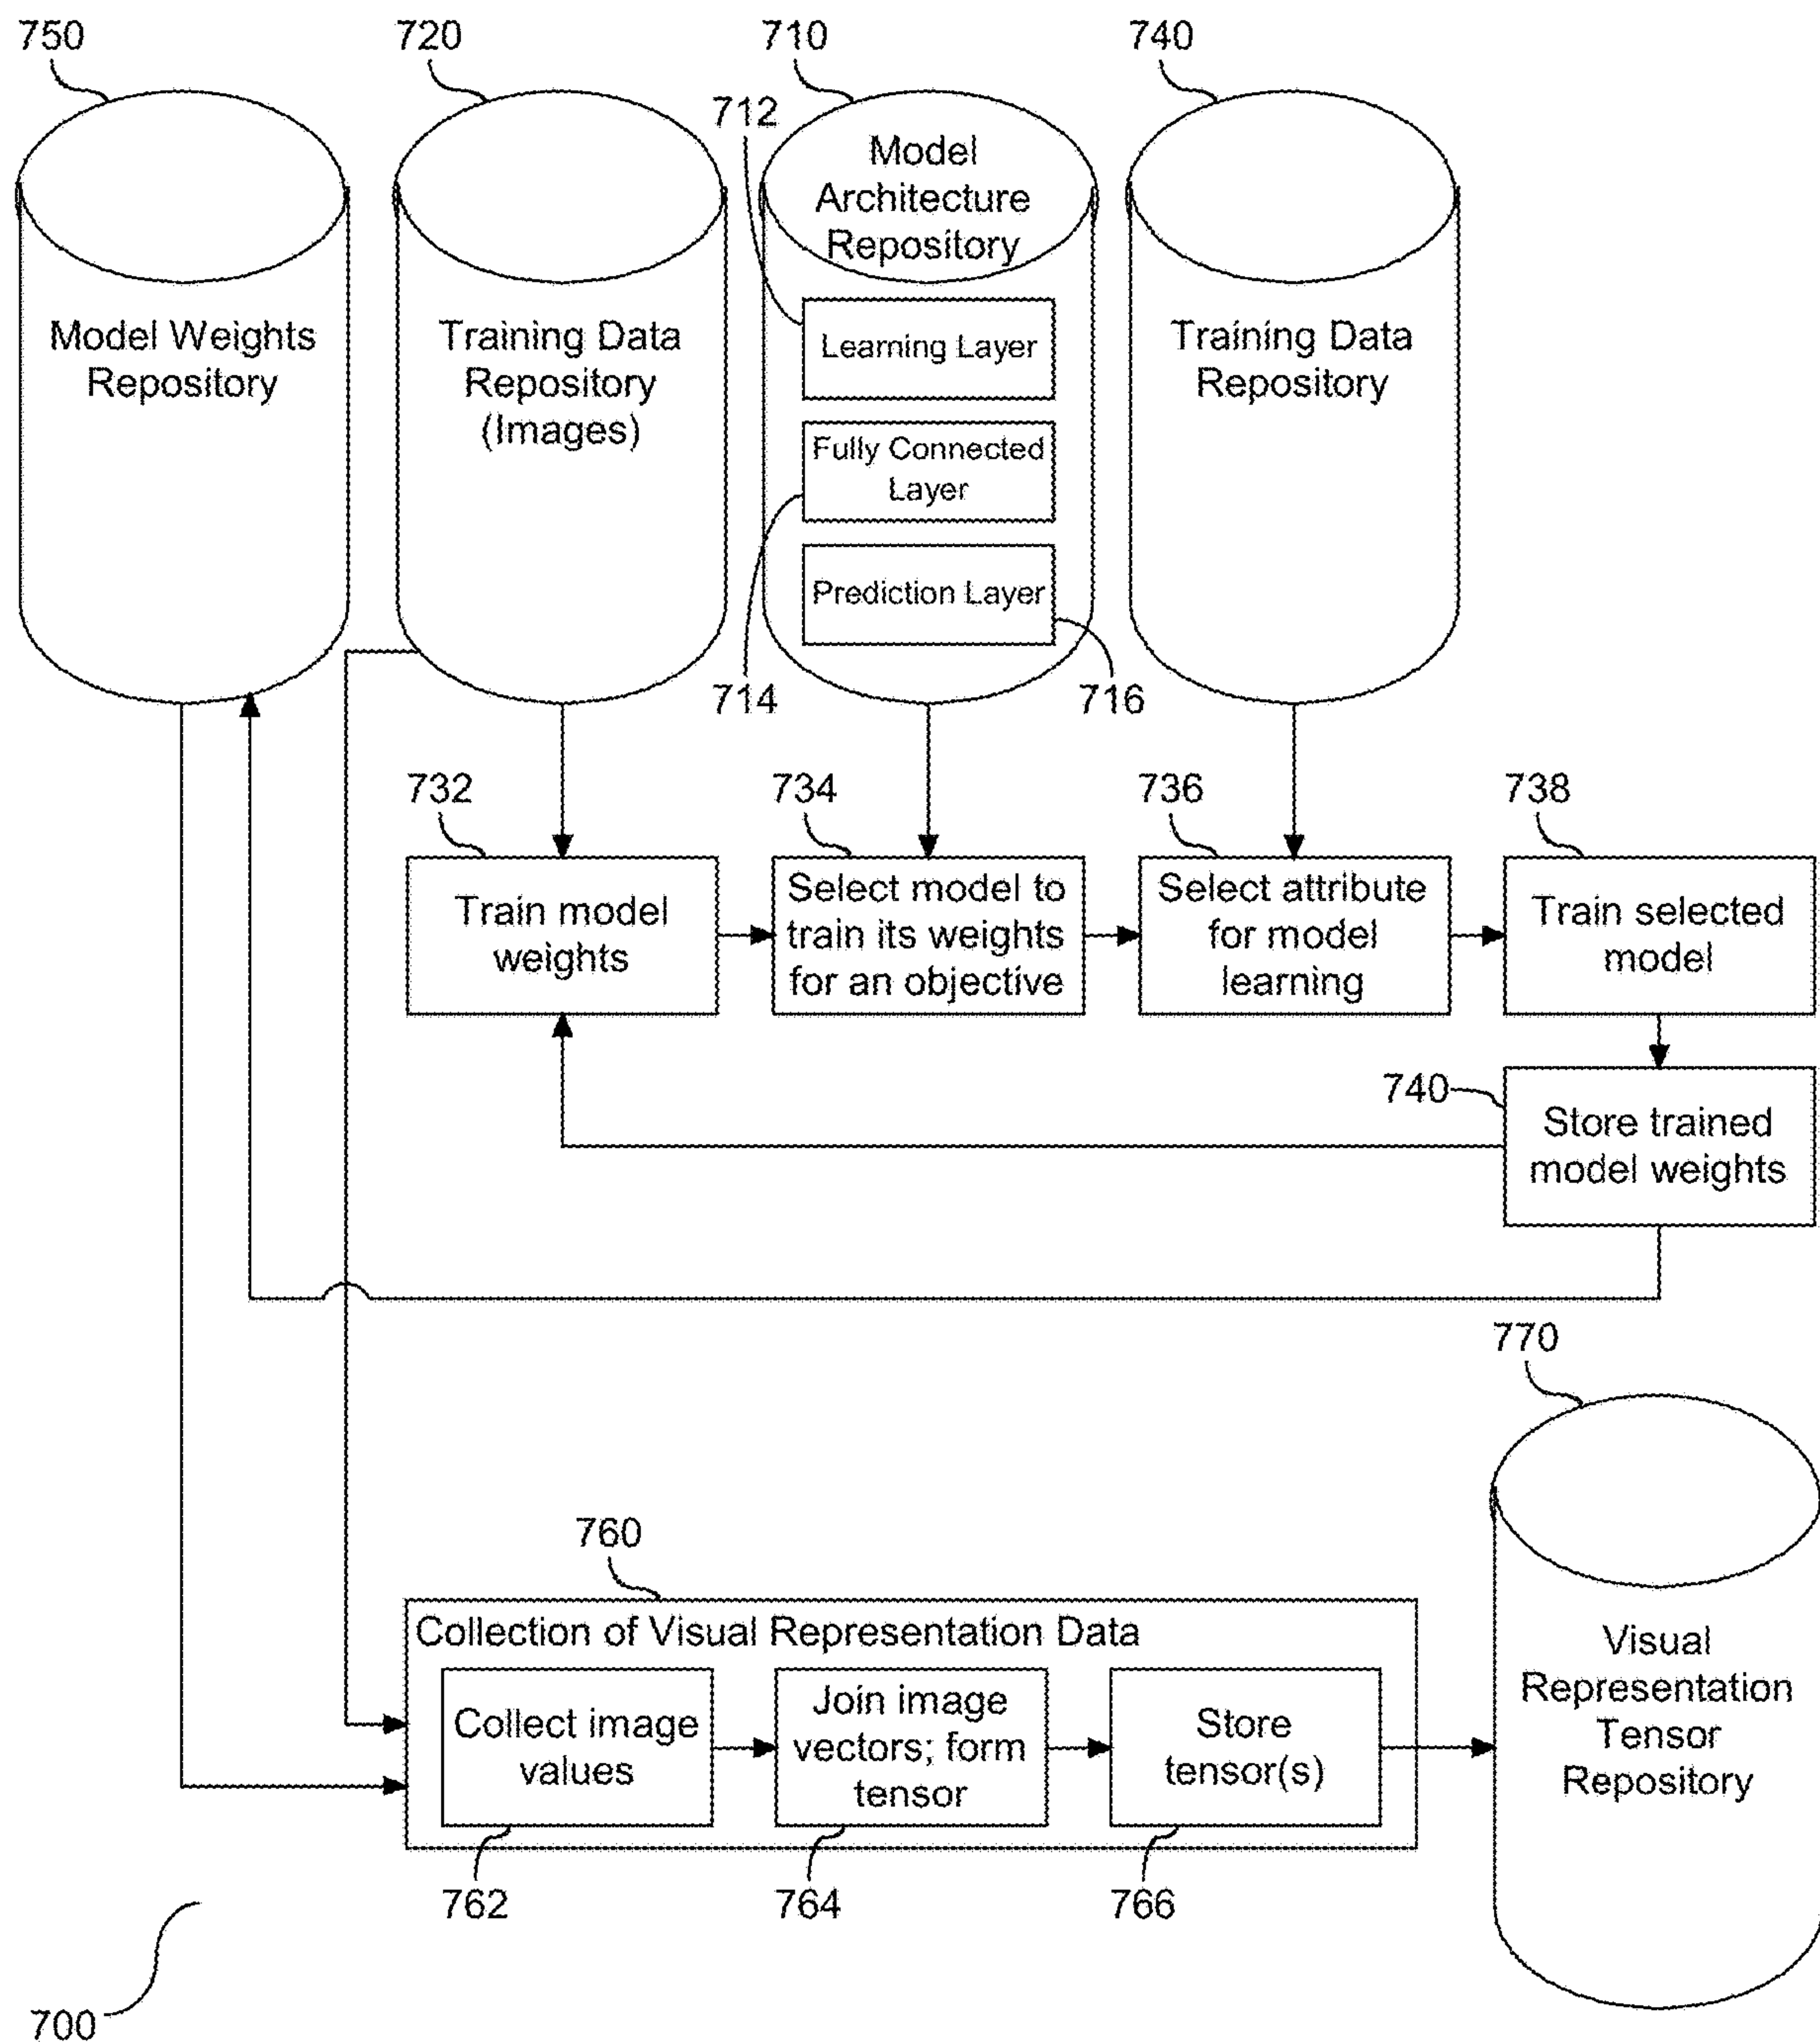 750
720
710
740
712
Model Weights
Repository
Training Data
Repository
(Images)
Model
Architecture
Repository
Learning Layer
Fully Connected
Layer
Prediction Layer
Training Data
Repository
714
716
732
734
736
738
Train model
weights
Select model to
train its weights
for an objective
Select attribute
for model
learning
Train selected
model
740
Store trained
model weights
770
760
Collection of Visual Representation Data
Collect image
values
Join image
vectors; form
tensor
Store
tensor(s)
Visual
Representation
Tensor
Repository
762
764
766
700